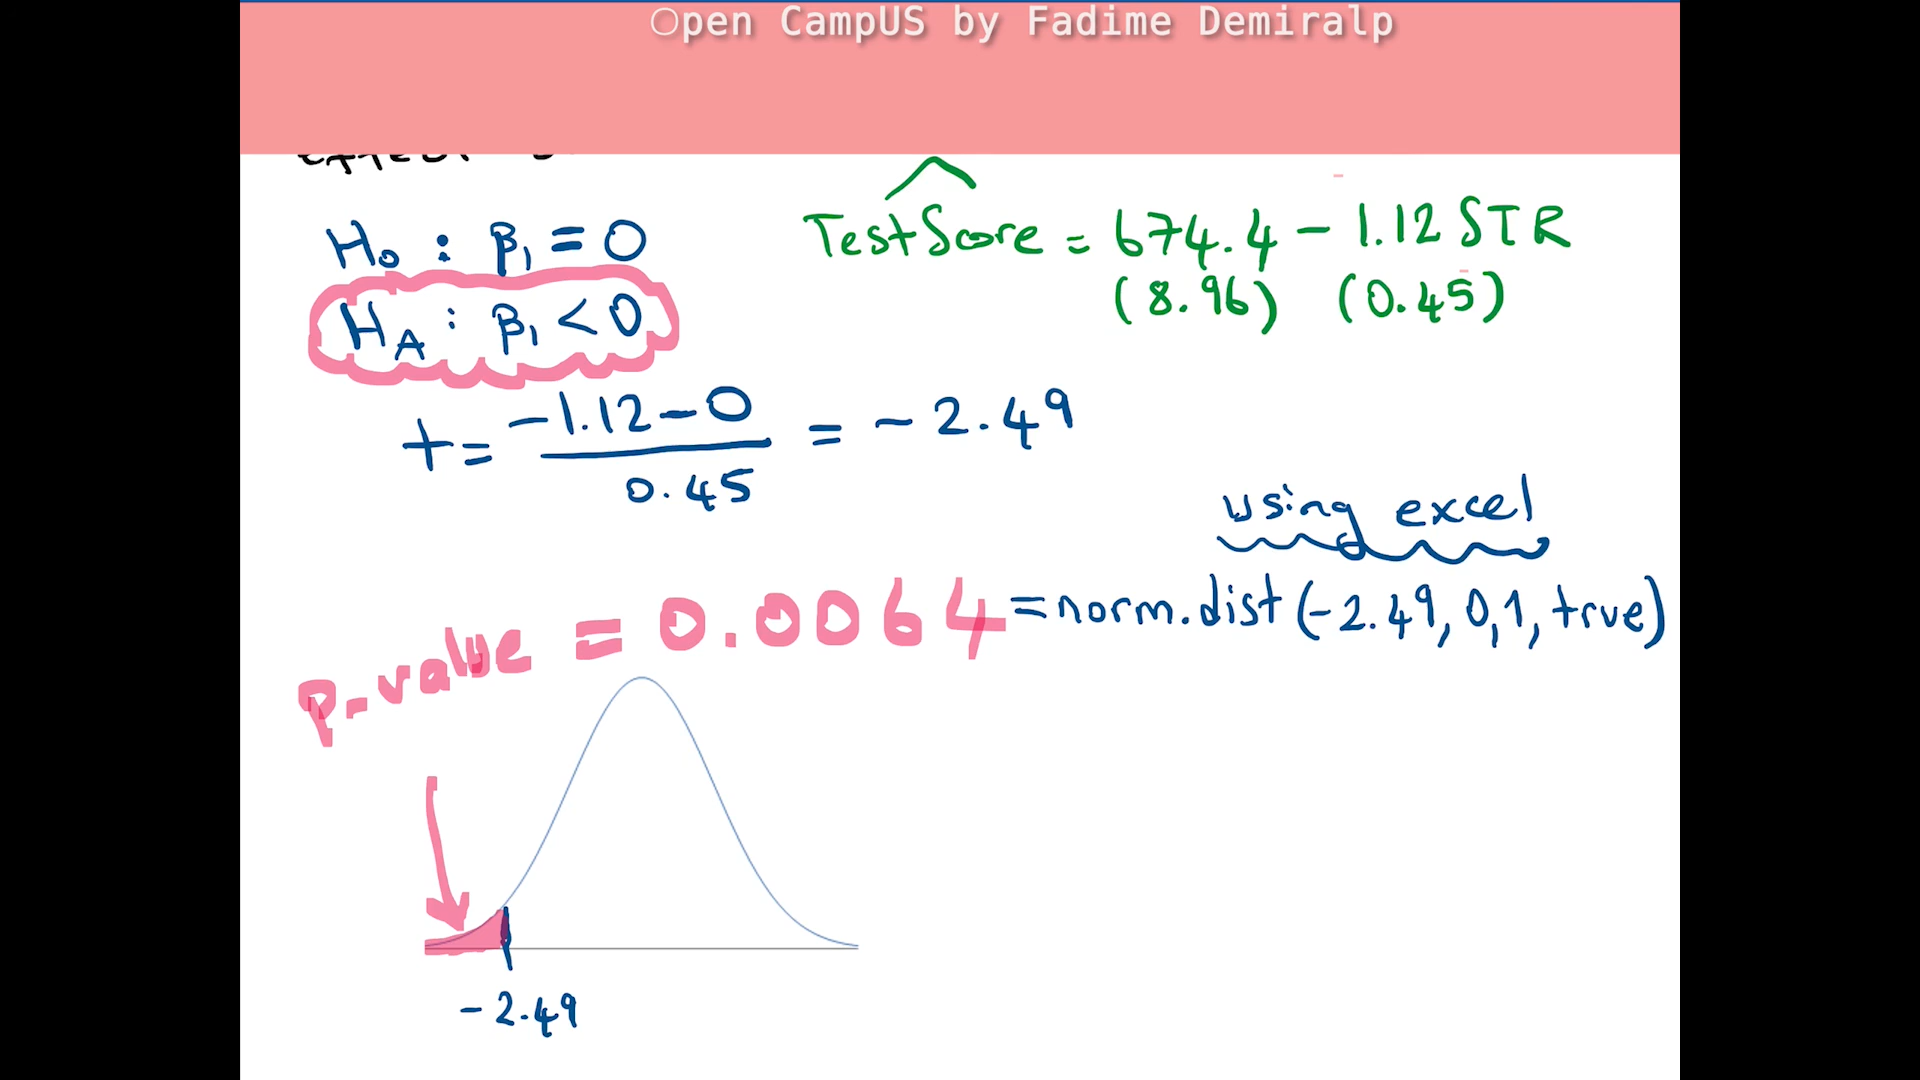 Open CampUS by Fadime Demiralp
TestScore = 674.4 - 1.12 STR
(8.96) (0.45)
H0 : β1 = 0
HA : β1 < 0
t = -1.12 - 0 / 0.45 = -2.49
using excel
p-value = 0.0064 = norm.dist (-2.49, 0, 1, true)
-2.49